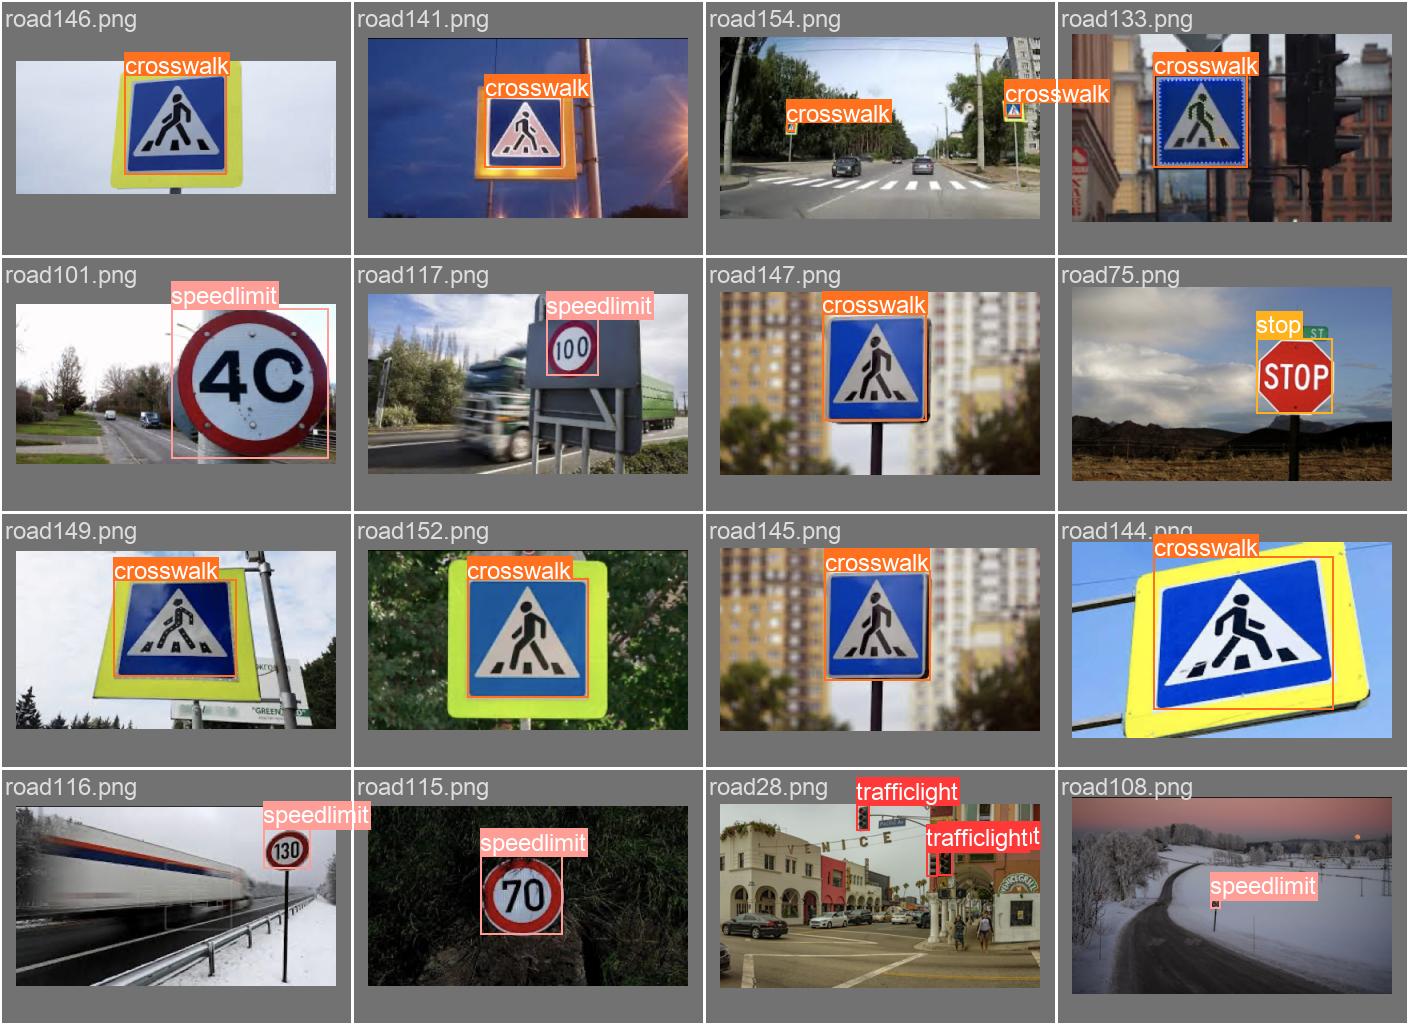 road146.png
crosswalk
road141.png
crosswalk
road154.png
crosswalk
crosswalk
road133.png
crosswalk
road101.png
speedlimit
4C
road117.png
speedlimit
100
road147.png
crosswalk
road75.png
stop
ST
STOP
road149.png
crosswalk
"GREEN
road152.png
crosswalk
road145.png
crosswalk
road144.png
crosswalk
road116.png
speedlimit
130
road115.png
speedlimit
70
road28.png
trafficlight
trafficlight
VENICE
road108.png
speedlimit